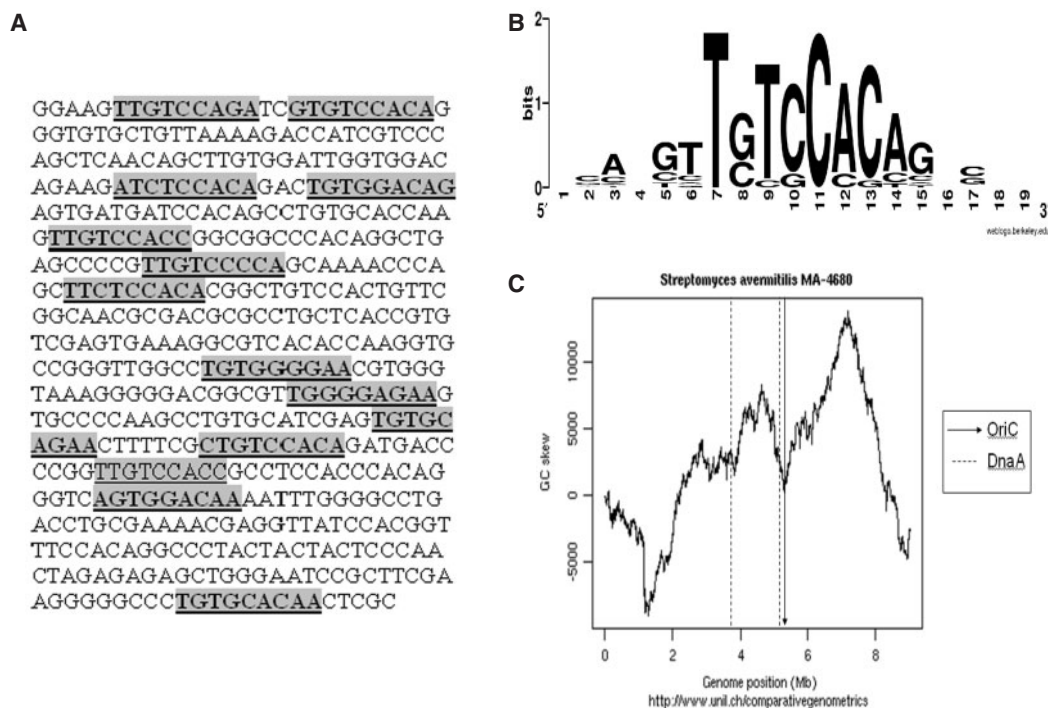 A
GGAAGTTGTCCAGATCGTGTCCACAG
GGTGTGCTGTTAAAAGACCATCGTCCC
AGCTCAACAGCTTGTGGATTGGTGGAC
AGAAGATCTCCACAGACTGTGGACAG
AGTGATGATCCACAGCCTGTGCACCAA
GTTGTCCACCGGCGGCCCACAGGCTG
AGCCCCGTTGTCCCCAGCAAAACCCA
GCTTCTCCACACGGCTGTCCACTGTTC
GGCAACGCGACGCGCCTGCTCACCGTG
TCGAGTGAAAGGCGTCACACCAAGGTG
CCGGGTTGGCCTGTGGGGAACGTGGG
TAAAGGGGGACGGCGTTGGGGAGAAG
TGCCCCAAGCCTGTGCATCGAGTGTGC
AGAACTTTTCGCTGTCCACAGATGACC
CCGGTTGTCCACCGCCTCCACCCACAG
GGTCAGTGGACAAAATTTGGGGCCTG
ACCTGCGAAAACGAGGTTATCCACGGT
TTCCACAGGCCCTACTACTACTCCCAA
CTAGAGAGAGCTGGGAATCCGCTTCGA
AGGGGGCCCTGTGCACAACTCGC
B
bits
2
1
0
1 2 3 4 5 6 7 8 9 10 11 12 13 14 15 16 17 18 19
5′ 3′
weblogo.berkeley.edu
C
Streptomyces avermitilis MA-4680
GC skew
10000
5000
0
-5000
0 2 4 6 8
Genome position (Mb)
http://www.unil.ch/comparativegenometrics
OriC
DnaA